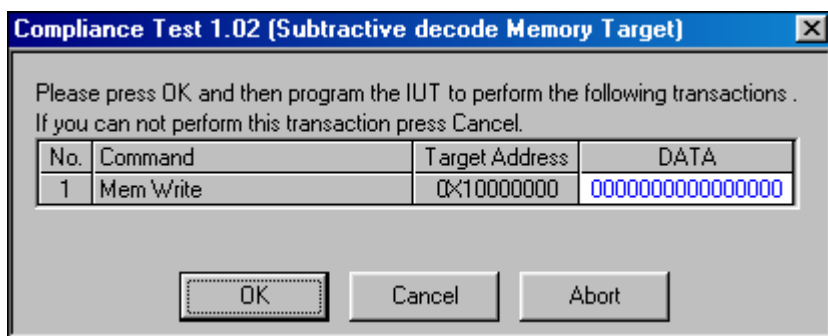 Compliance Test 1.02 (Subtractive decode Memory Target)
Please press OK and then program the IUT to perform the following transactions .
If you can not perform this transaction press Cancel.
No. Command Target Address DATA
1 Mem Write 0X10000000 0000000000000000
OK Cancel Abort